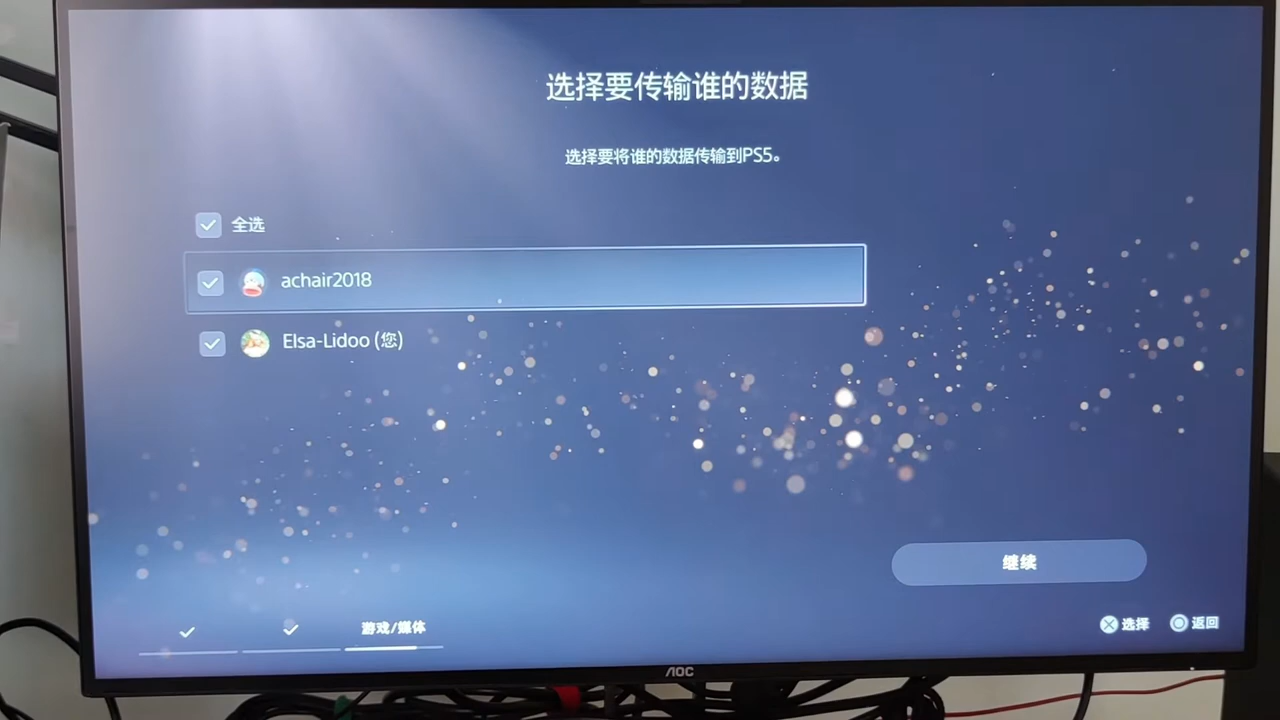 选择要传输谁的数据
选择要将谁的数据传输到PS5。
全选
achair2018
Elsa-Lidoo (您)
继续
游戏/媒体
选择 返回
AOC